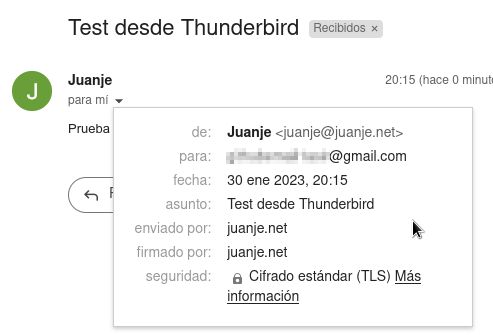 Test desde Thunderbird Recibidos ×
Juanje 20:15 (hace 0 minut
para mí
Prueba
de: Juanje <juanje@juanje.net>
para: @gmail.com
fecha: 30 ene 2023, 20:15
asunto: Test desde Thunderbird
enviado por: juanje.net
firmado por: juanje.net
seguridad: Cifrado estándar (TLS) Más
información
J